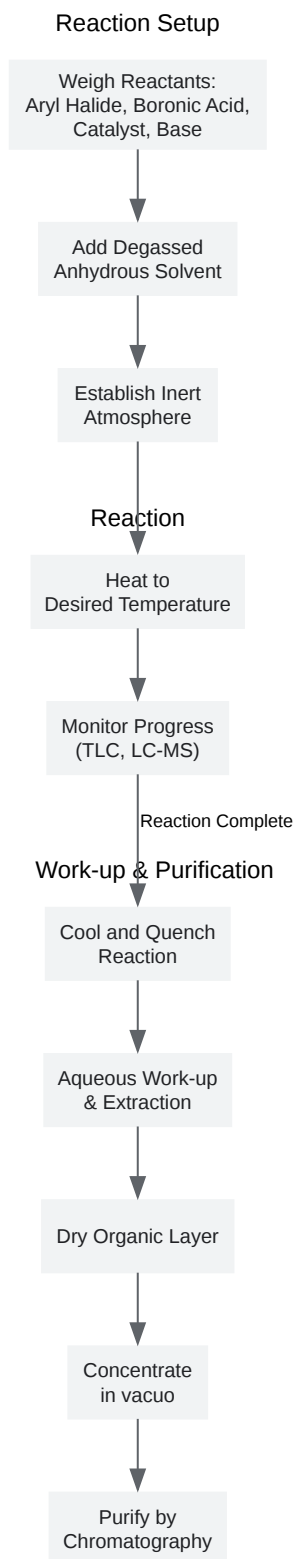 Reaction Setup
Weigh Reactants:
Aryl Halide, Boronic Acid,
Catalyst, Base
Add Degassed
Anhydrous Solvent
Establish Inert
Atmosphere
Reaction
Heat to
Desired Temperature
Monitor Progress
(TLC, LC-MS)
Reaction Complete
Work-up & Purification
Cool and Quench
Reaction
Aqueous Work-up
& Extraction
Dry Organic Layer
Concentrate
in vacuo
Purify by
Chromatography